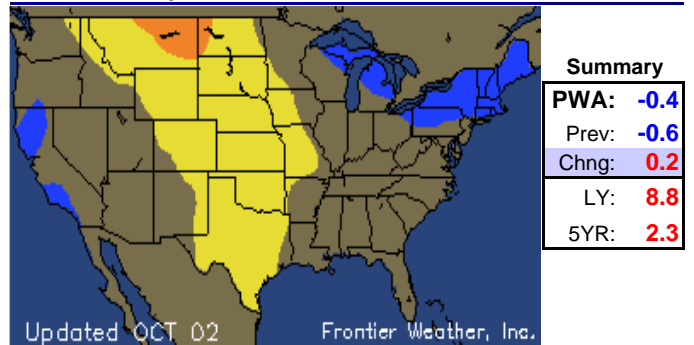 Summary
PWA: -0.4
Prev: -0.6
Chng: 0.2
LY: 8.8
5YR: 2.3
Updated OCT 02 Frontier Weather, Inc.